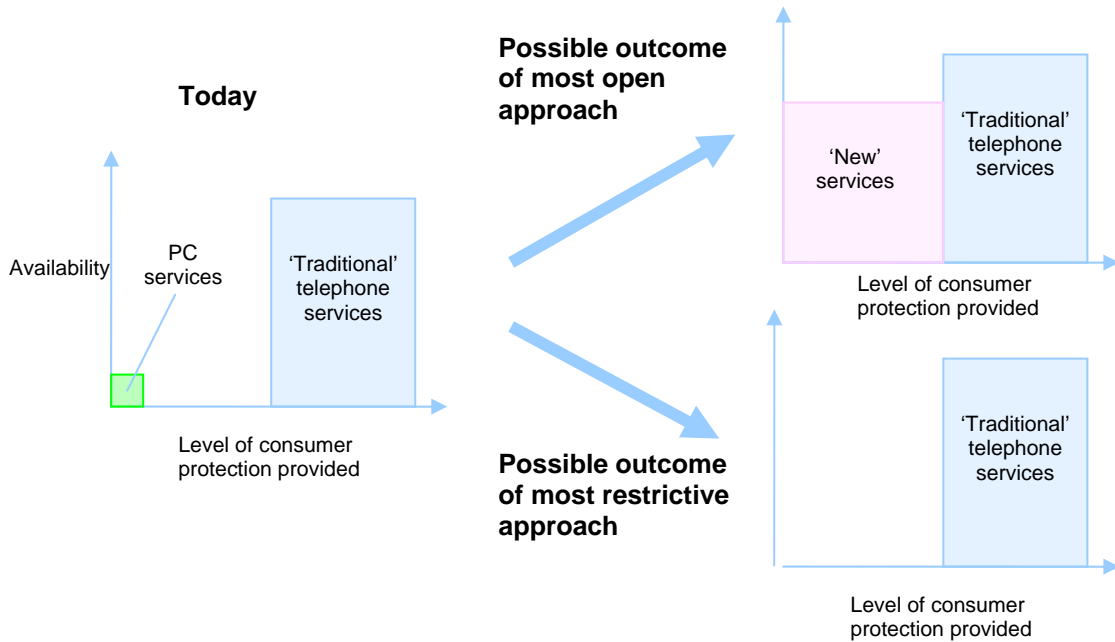 Today
Availability
PC
services
‘Traditional’
telephone
services
Level of consumer
protection provided
Possible outcome
of most open
approach
‘New’
services
‘Traditional’
telephone
services
Level of consumer
protection provided
Possible outcome
of most restrictive
approach
‘Traditional’
telephone
services
Level of consumer
protection provided